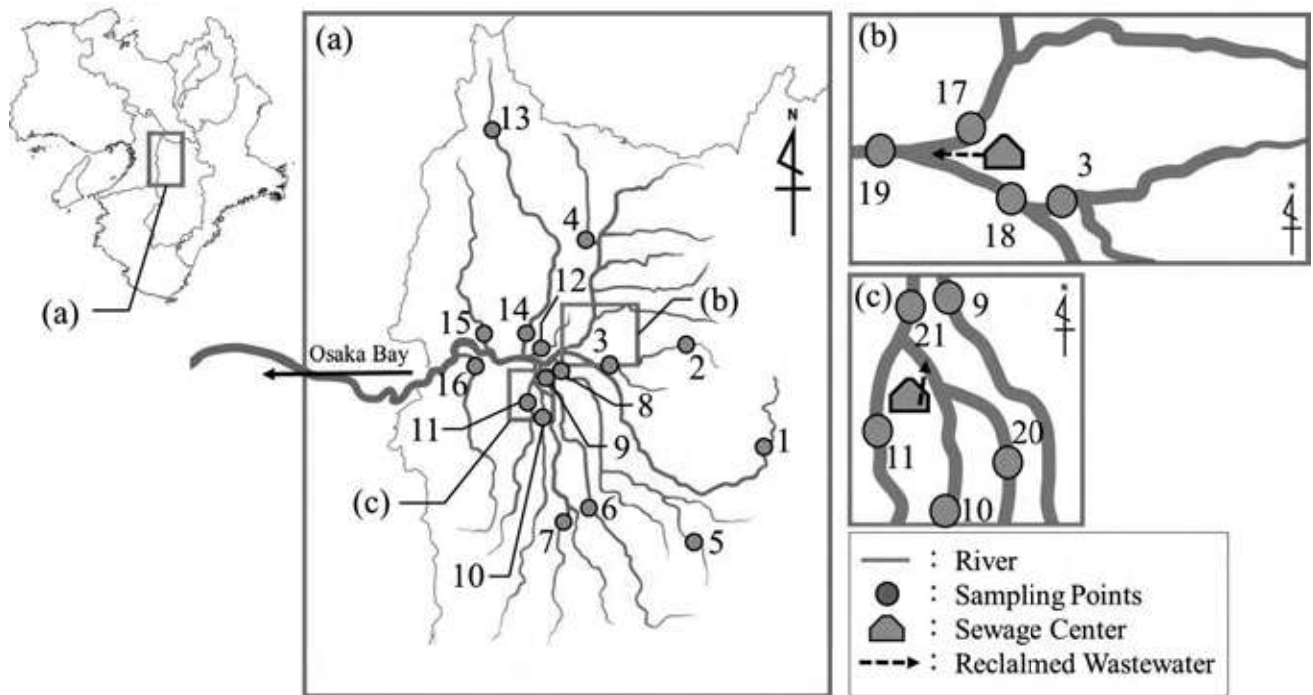 (a)
(a)
Osaka Bay
N
13
4
12
14
15
(b)
3
2
16
8
11
9
1
(c)
6
7
5
10
(b)
17
3
19
18
N
(c)
9
N
21
20
11
10
: River
: Sampling Points
: Sewage Center
: Reclalmed Wastewater